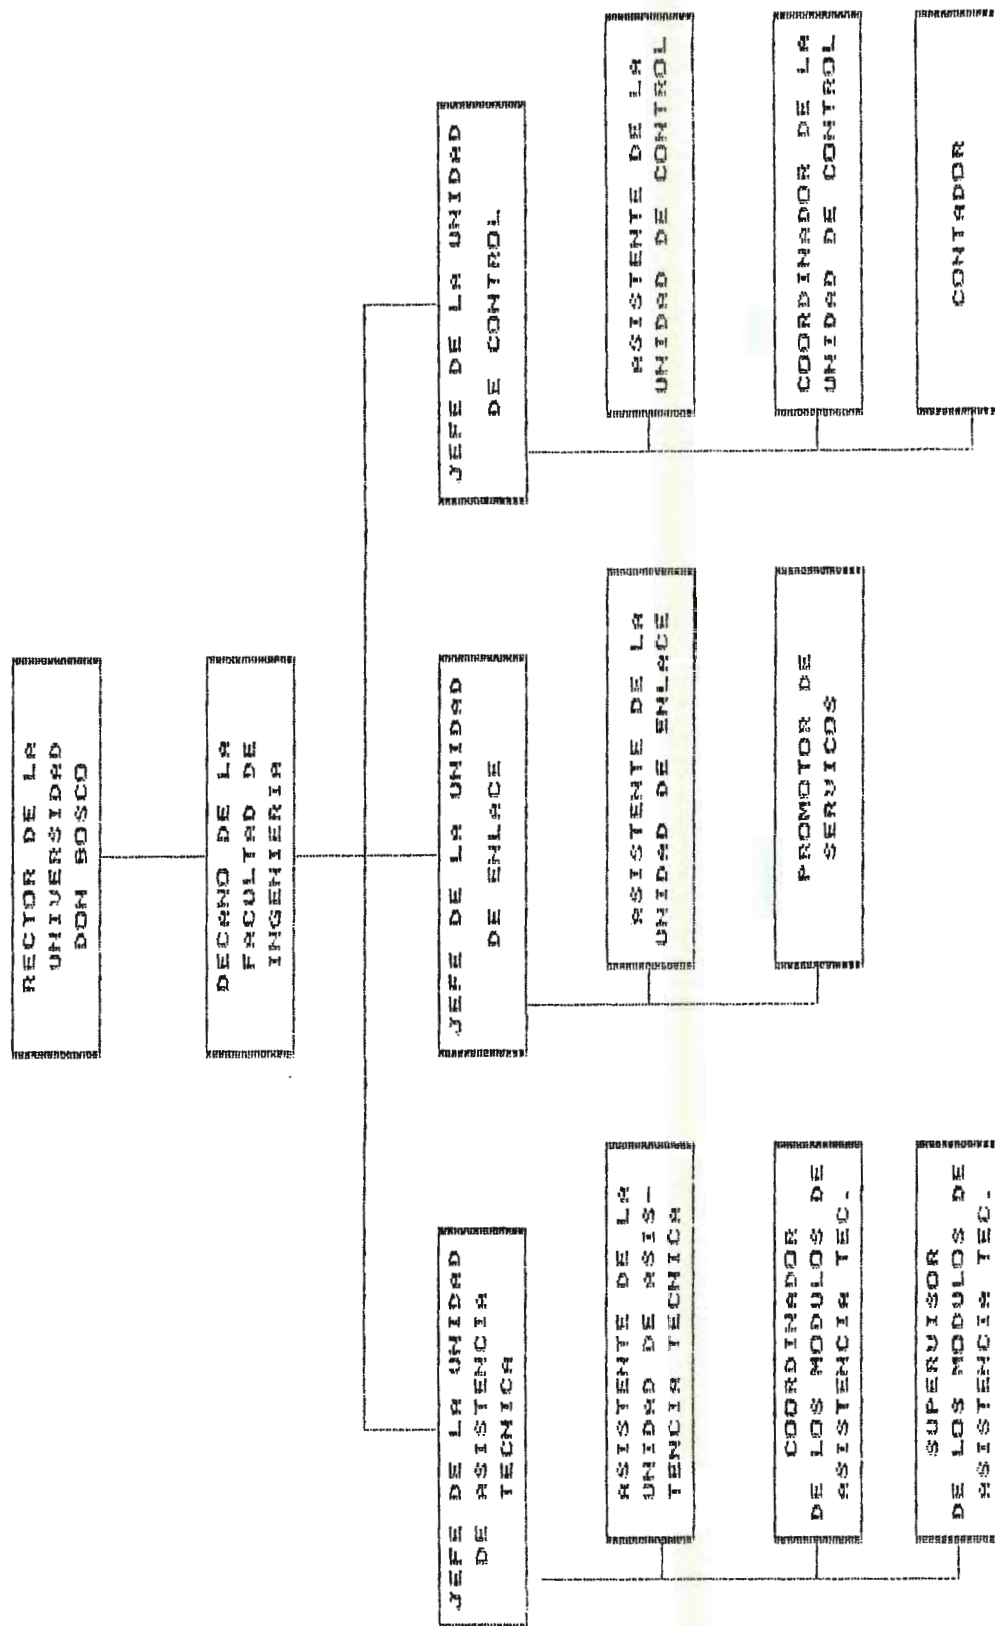 RECTOR DE LA
UNIVERSIDAD
DON BOSCO
DECANO DE LA
FACULTAD DE
INGENIERIA
JEFE DE LA UNIDAD
DE ASISTENCIA
TECNICA
JEFE DE LA UNIDAD
DE ENLACE
JEFE DE LA UNIDAD
DE CONTROL
ASISTENTE DE LA
UNIDAD DE ASIS-
TENCIA TECNICA
ASISTENTE DE LA
UNIDAD DE ENLACE
ASISTENTE DE LA
UNIDAD DE CONTROL
COORDINADOR
DE LOS MODULOS DE
ASISTENCIA TEC.
PROMOTOR DE
SERVICOS
COORDINADOR DE LA
UNIDAD DE CONTROL
SUPERVISOR
DE LOS MODULOS DE
ASISTENCIA TEC.
CONTADOR